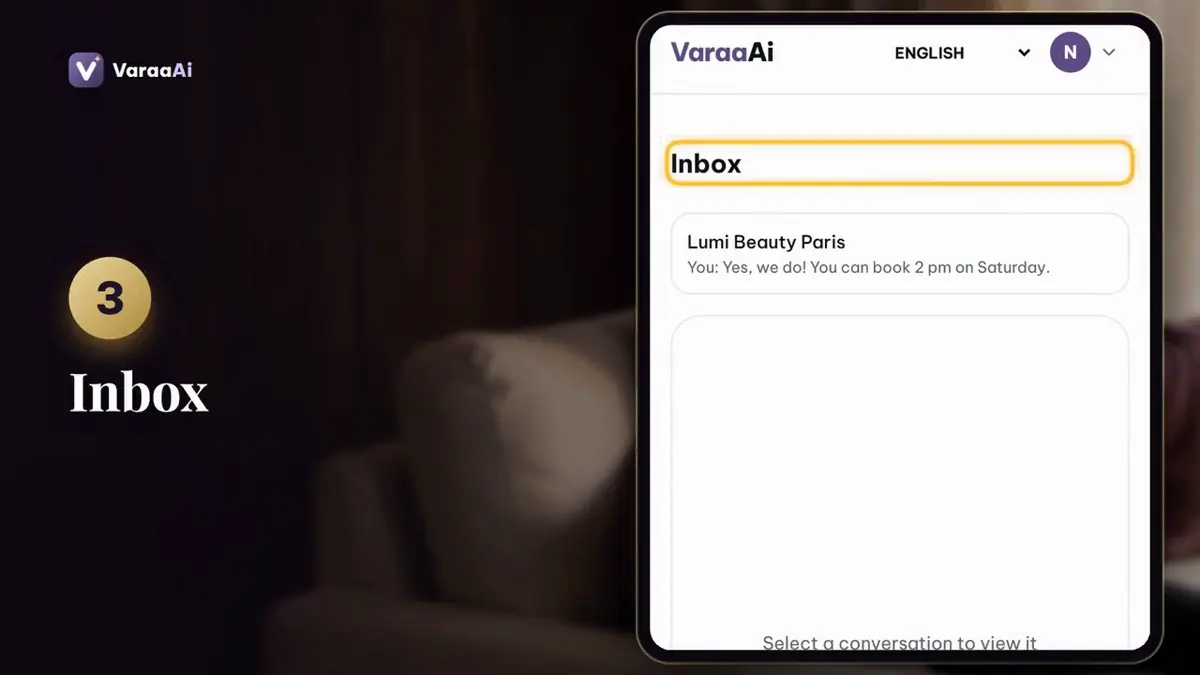 VaraaAi
3
Inbox
VaraaAi
ENGLISH
N
Inbox
Lumi Beauty Paris
You: Yes, we do! You can book 2 pm on Saturday.
Select a conversation to view it